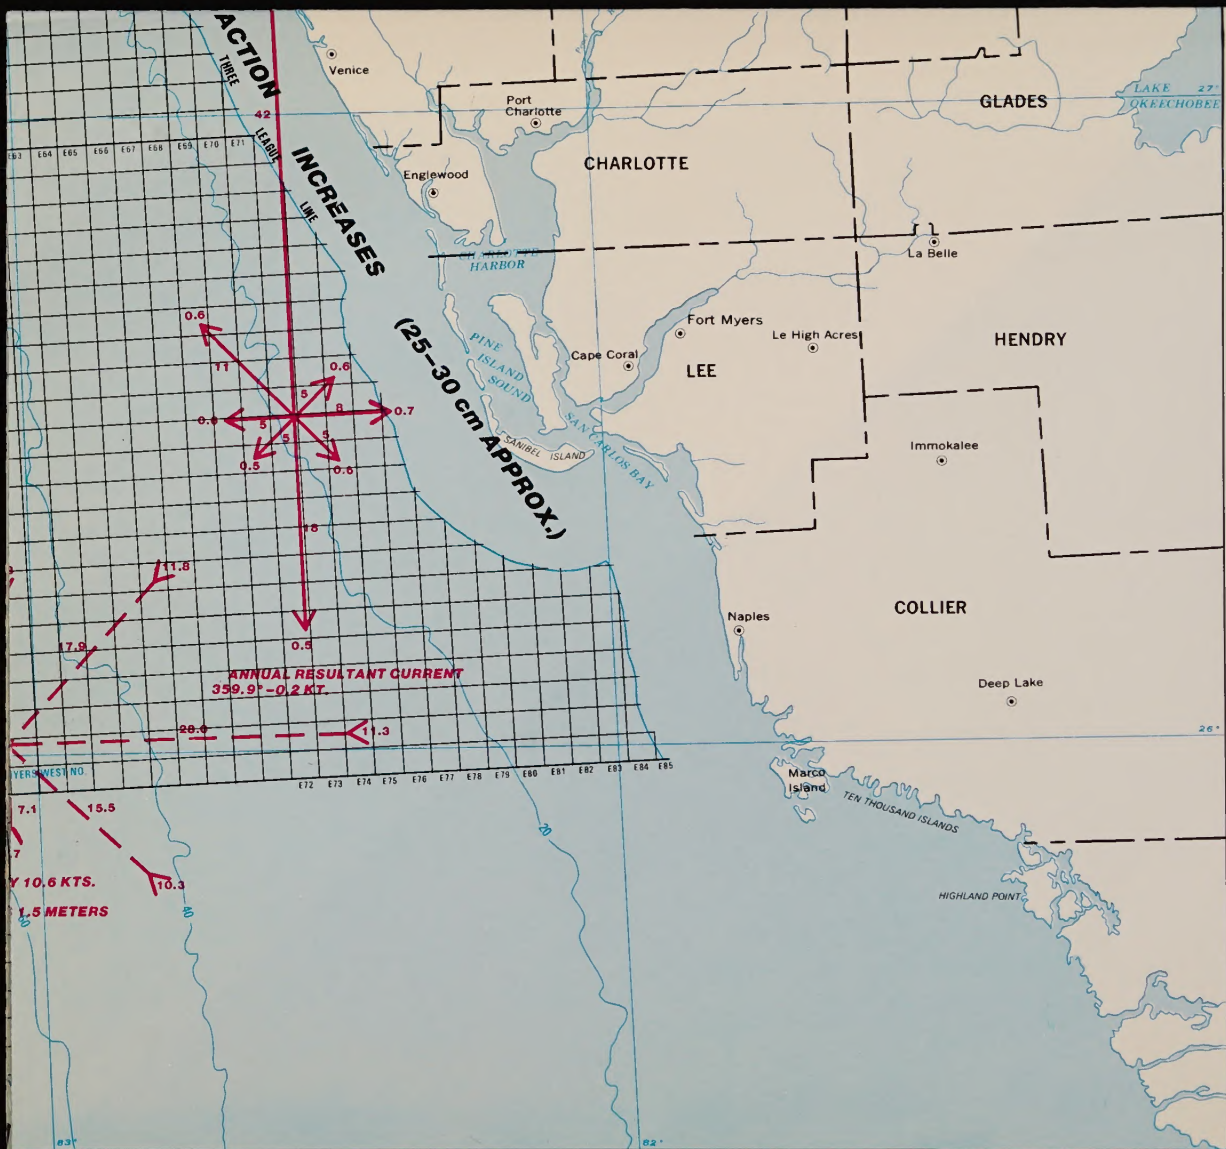 ACTION
INCREASES
(25-30 cm APPROX.)
THREE
LEAGUE
LINE
Venice
Port
Charlotte
Englewood
CHARLOTTE
GLADES
LAKE
OKEECHOBEE
27°
42
E63 E64 E65 E66 E67 E68 E69 E70 E71
CHARLOTTE
HARBOR
La Belle
PINE
ISLAND
SOUND
Cape Coral
Fort Myers
Le High Acres
LEE
HENDRY
SANIBEL ISLAND
SAN CARLOS BAY
Immokalee
0.6
11
0.6
5
8
0.7
5
5
5
0.5
0.6
18
0.5
11.8
17.9
ANNUAL RESULTANT CURRENT
359.9°-0.2 KT.
28.0
11.3
Naples
COLLIER
Deep Lake
26°
YERS WEST NO.
E72 E73 E74 E75 E76 E77 E78 E79 E80 E81 E82 E83 E84 E85
Marco
Island
TEN THOUSAND ISLANDS
HIGHLAND POINT
7.1
15.5
7
10.3
Y 10.6 KTS.
1.5 METERS
20
40
60
83°
82°